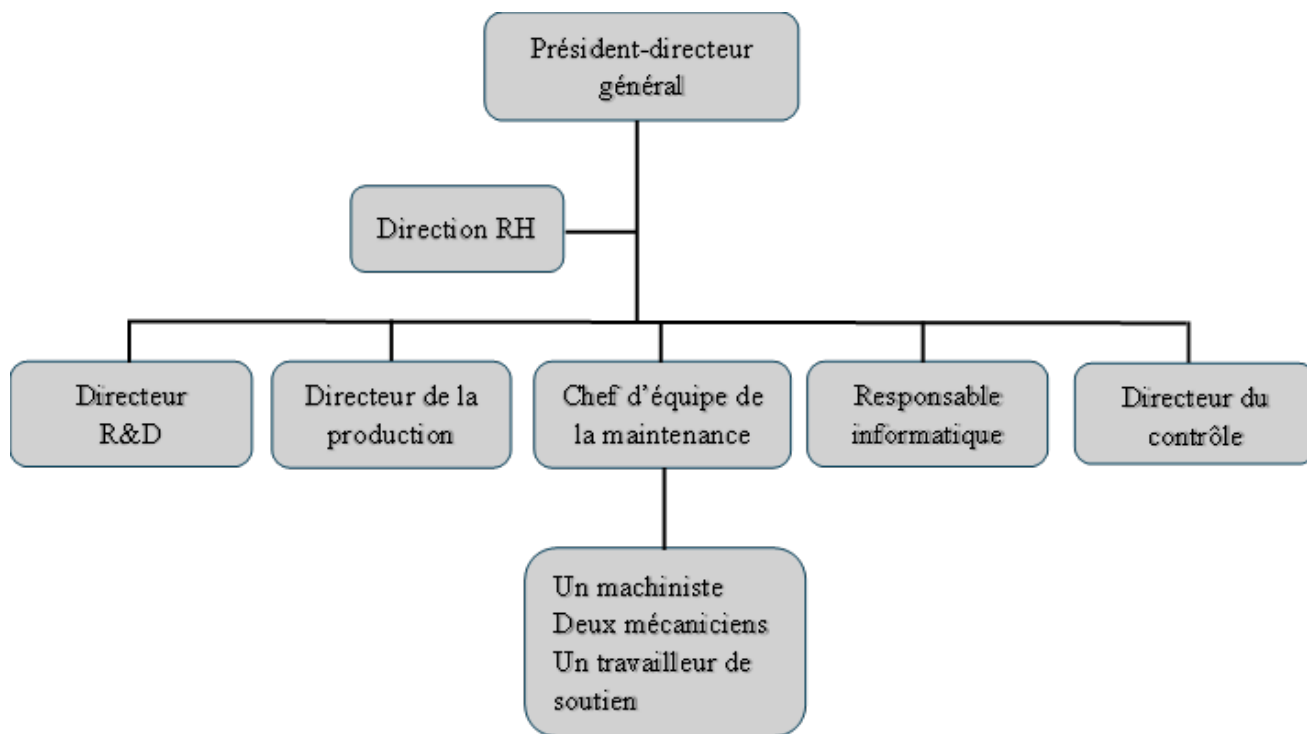 Président-directeur
général
Direction RH
Directeur
R&D
Directeur de la
production
Chef d'équipe de
la maintenance
Responsable
informatique
Directeur du
contrôle
Un machiniste
Deux mécaniciens
Un travailleur de
soutien